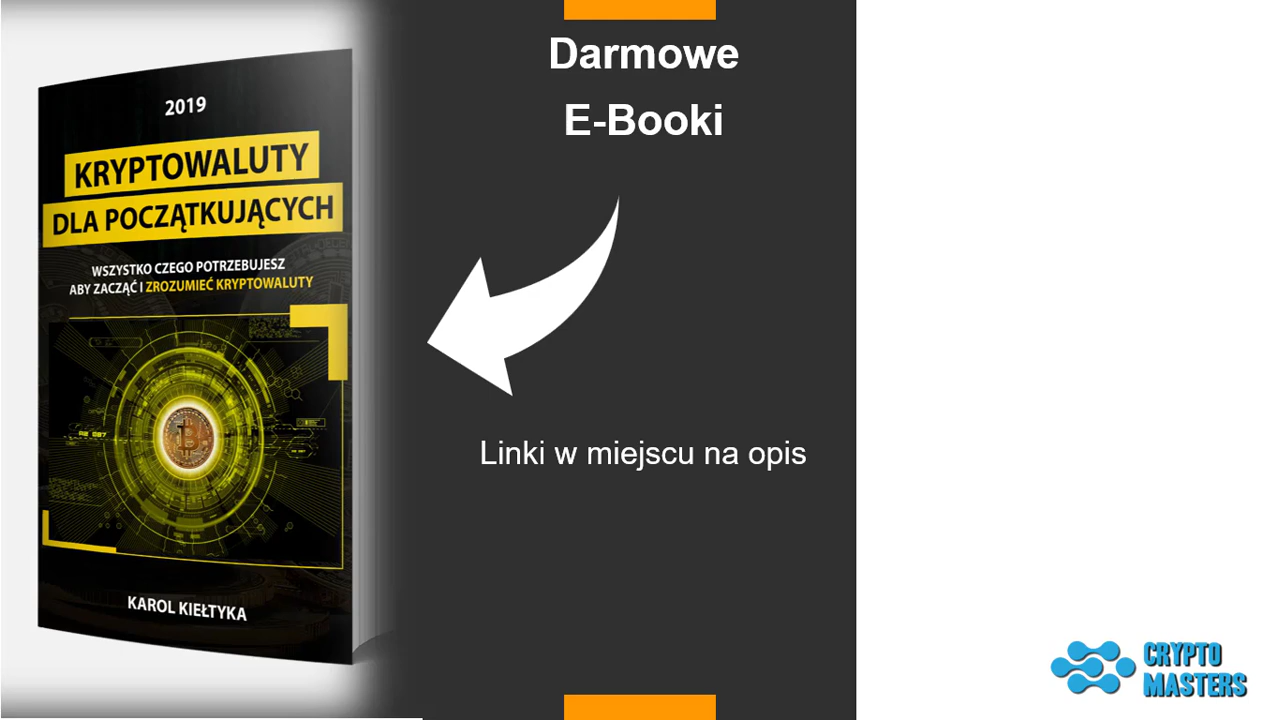 2019
KRYPTOWALUTY
DLA POCZĄTKUJĄCYCH
WSZYSTKO CZEGO POTRZEBUJESZ
ABY ZACZĄĆ I ZROZUMIEĆ KRYPTOWALUTY
KAROL KIEŁTYKA
Darmowe
E-Booki
Linki w miejscu na opis
CRYPTO
MASTERS